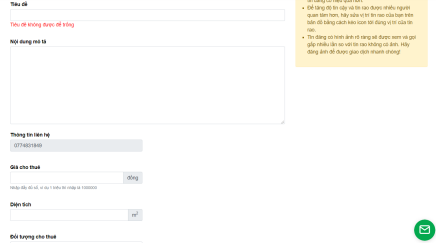 Tiêu đề
Tiêu đề không được để trống
Nội dung mô tả
Thông tin liên hệ
0774831949
Giá cho thuê
đồng
Nhập đầy đủ số, ví dụ 1 triệu thì nhập là 1000000
Diện tích
m²
Đối tượng cho thuê
Để tăng độ tin cậy và tin rao được nhiều người
quan tâm hơn, hãy sửa vị trí tin rao của bạn trên
bản đồ bằng cách kéo icon tới đúng vị trí của tin
rao.
Tin đăng có hình ảnh rõ ràng sẽ được xem và gọi
gấp nhiều lần so với tin rao không có ảnh. Hãy
đăng ảnh để được giao dịch nhanh chóng!